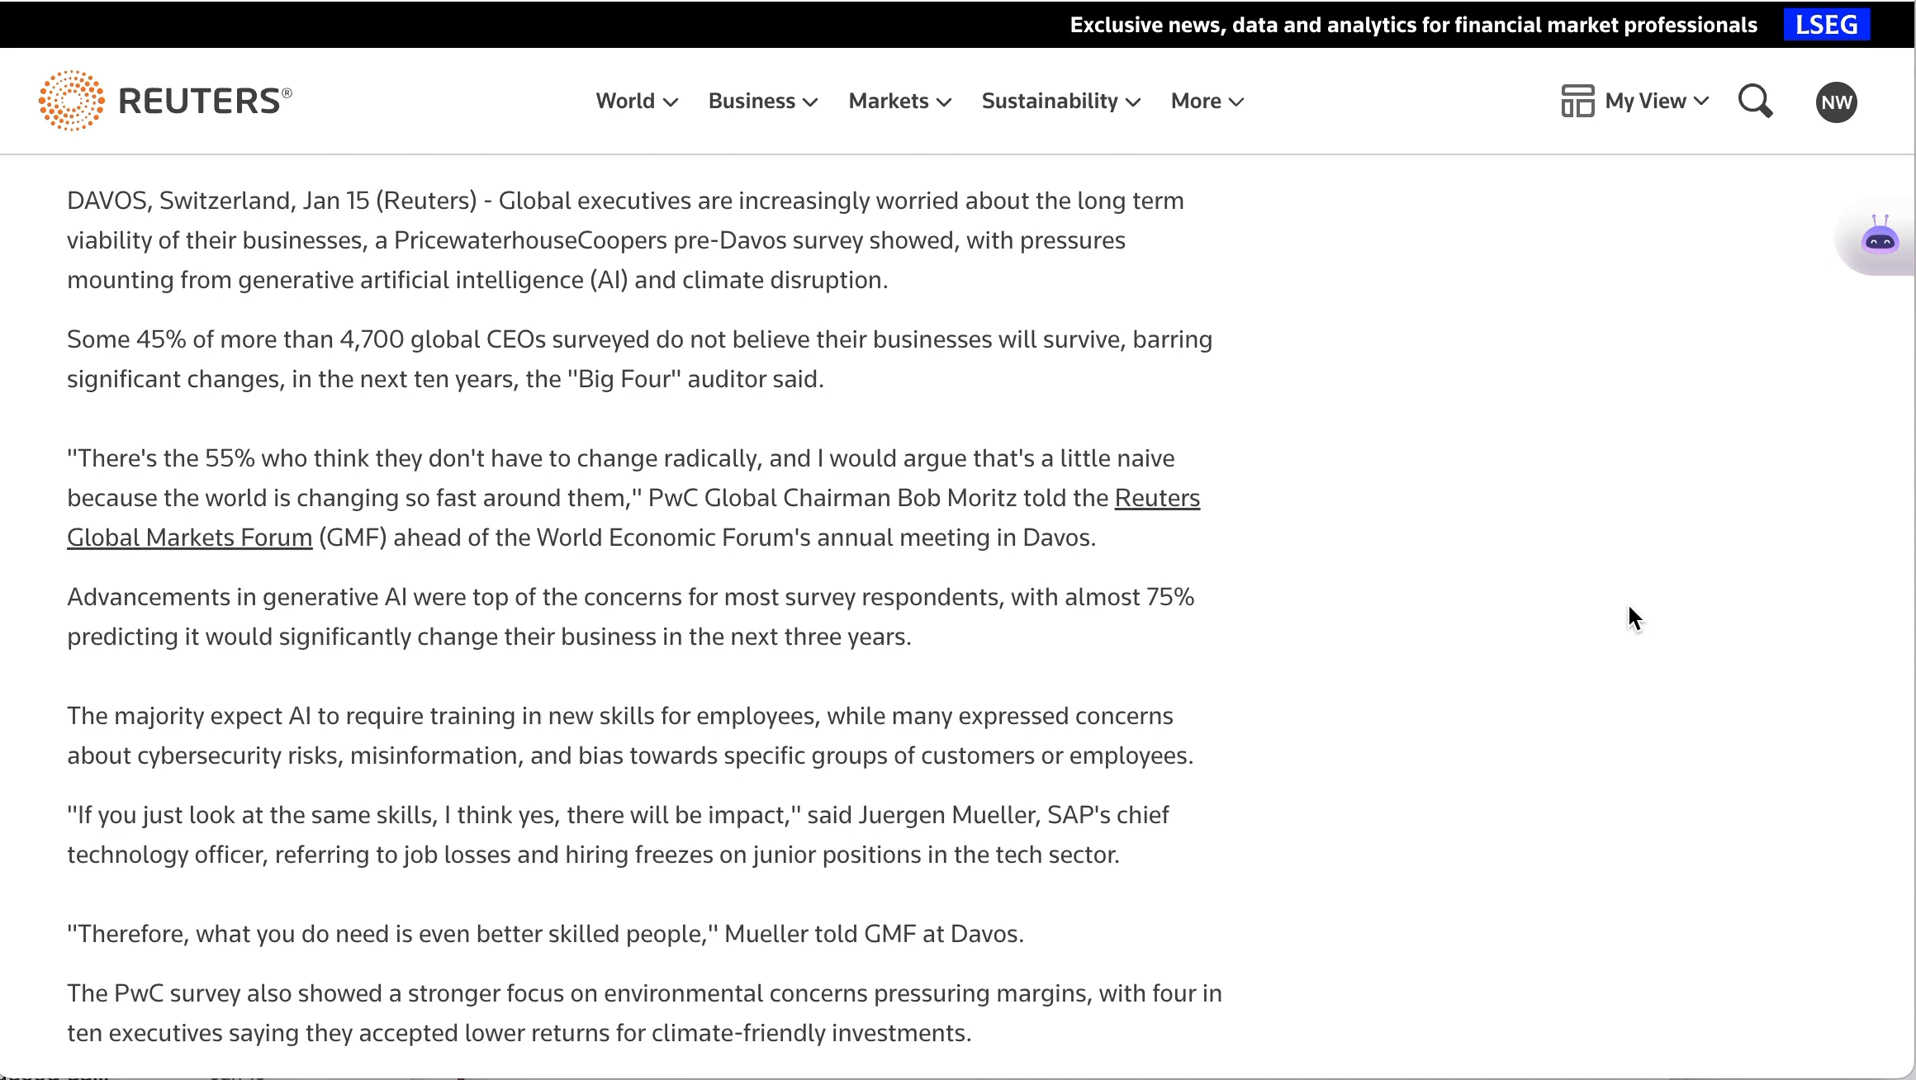 Exclusive news, data and analytics for financial market professionals LSEG
REUTERS® World Business Markets Sustainability More My View NW
DAVOS, Switzerland, Jan 15 (Reuters) - Global executives are increasingly worried about the long term
viability of their businesses, a PricewaterhouseCoopers pre-Davos survey showed, with pressures
mounting from generative artificial intelligence (AI) and climate disruption.
Some 45% of more than 4,700 global CEOs surveyed do not believe their businesses will survive, barring
significant changes, in the next ten years, the "Big Four" auditor said.
"There's the 55% who think they don't have to change radically, and I would argue that's a little naive
because the world is changing so fast around them," PwC Global Chairman Bob Moritz told the Reuters
Global Markets Forum (GMF) ahead of the World Economic Forum's annual meeting in Davos.
Advancements in generative AI were top of the concerns for most survey respondents, with almost 75%
predicting it would significantly change their business in the next three years.
The majority expect AI to require training in new skills for employees, while many expressed concerns
about cybersecurity risks, misinformation, and bias towards specific groups of customers or employees.
"If you just look at the same skills, I think yes, there will be impact," said Juergen Mueller, SAP's chief
technology officer, referring to job losses and hiring freezes on junior positions in the tech sector.
"Therefore, what you do need is even better skilled people," Mueller told GMF at Davos.
The PwC survey also showed a stronger focus on environmental concerns pressuring margins, with four in
ten executives saying they accepted lower returns for climate-friendly investments.